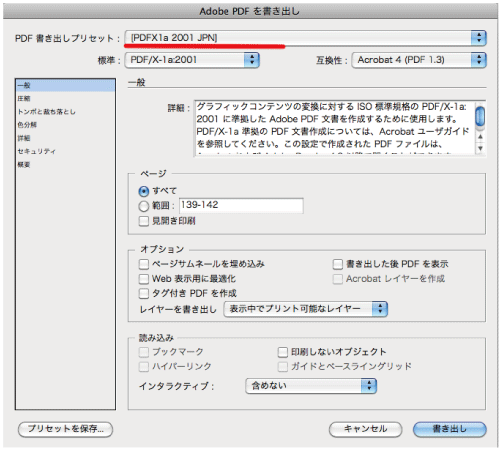 Adobe PDF を書き出し
PDF 書き出しプリセット： [PDFX1a 2001 JPN]
標準： PDF/X-1a:2001 互換性： Acrobat 4 (PDF 1.3)
一般
圧縮
トンボと裁ち落とし
色分解
詳細
セキュリティ
概要
一般
詳細： グラフィックコンテンツの変換に対する ISO 標準規格の PDF/X-1a:
2001 に準拠した Adobe PDF 文書を作成するために使用します。
PDF/X-1a 準拠の PDF 文書作成については、Acrobat ユーザガイド
を参照してください。この設定で作成された PDF ファイルは、
ページ
すべて
範囲： 139-142
見開き印刷
オプション
ページサムネールを埋め込み 書き出した後 PDF を表示
Web 表示用に最適化 Acrobat レイヤーを作成
タグ付き PDF を作成
レイヤーを書き出し 表示中でプリント可能なレイヤー
読み込み
ブックマーク 印刷しないオブジェクト
ハイパーリンク ガイドとベースライングリッド
インタラクティブ： 含めない
プリセットを保存... キャンセル 書き出し